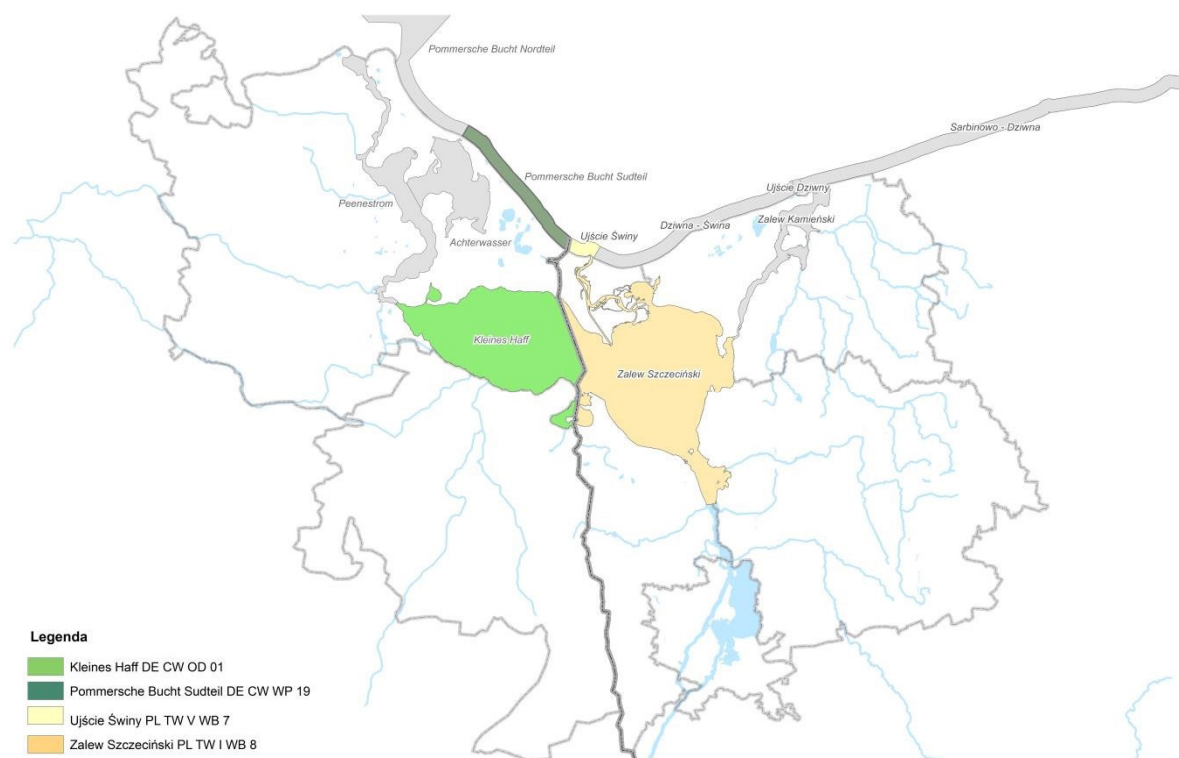 Pommersche Bucht Nordteil
Sarbinowo - Dziwna
Pommersche Bucht Sudteil
Ujście Dziwny
Peenestrom
Zalew Kamieński
Dziwna - Świna
Ujście Świny
Achterwasser
Kleines Haff
Zalew Szczeciński
Legenda
Kleines Haff DE CW OD 01
Pommersche Bucht Sudteil DE CW WP 19
Ujście Świny PL TW V WB 7
Zalew Szczeciński PL TW I WB 8